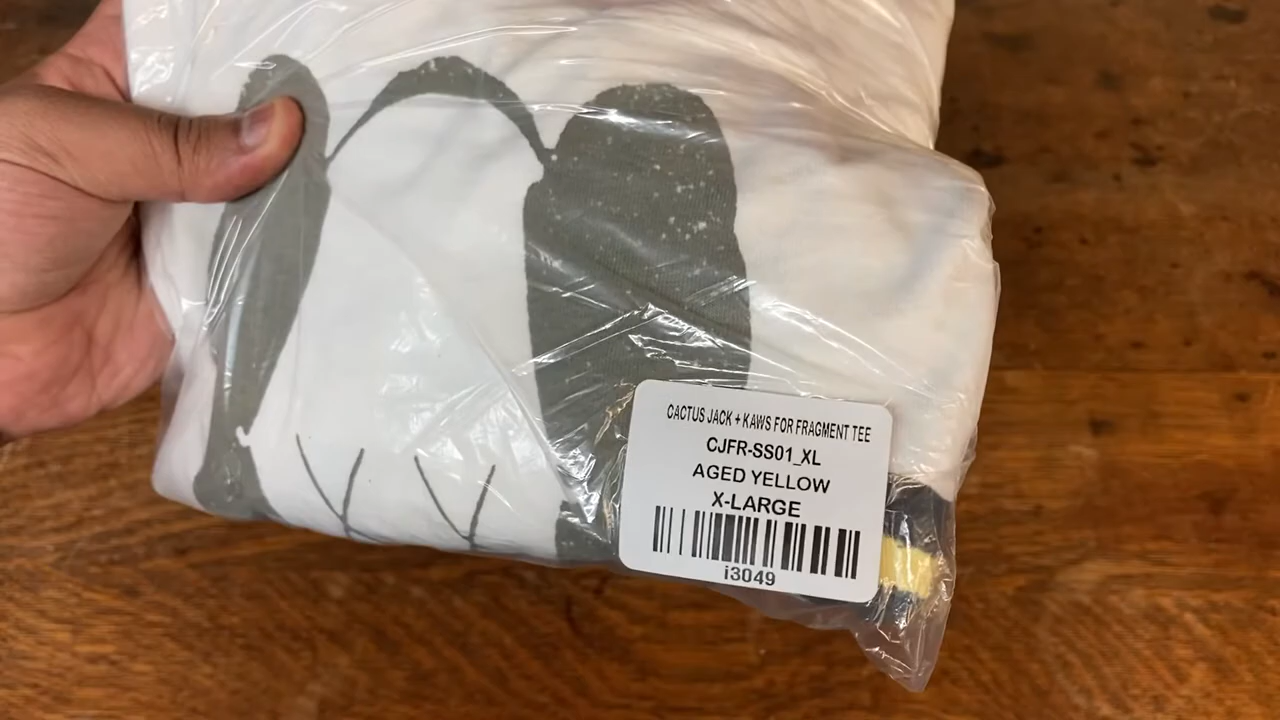 CACTUS JACK + KAWS FOR FRAGMENT TEE
CJFR-SS01_XL
AGED YELLOW
X-LARGE
i3049